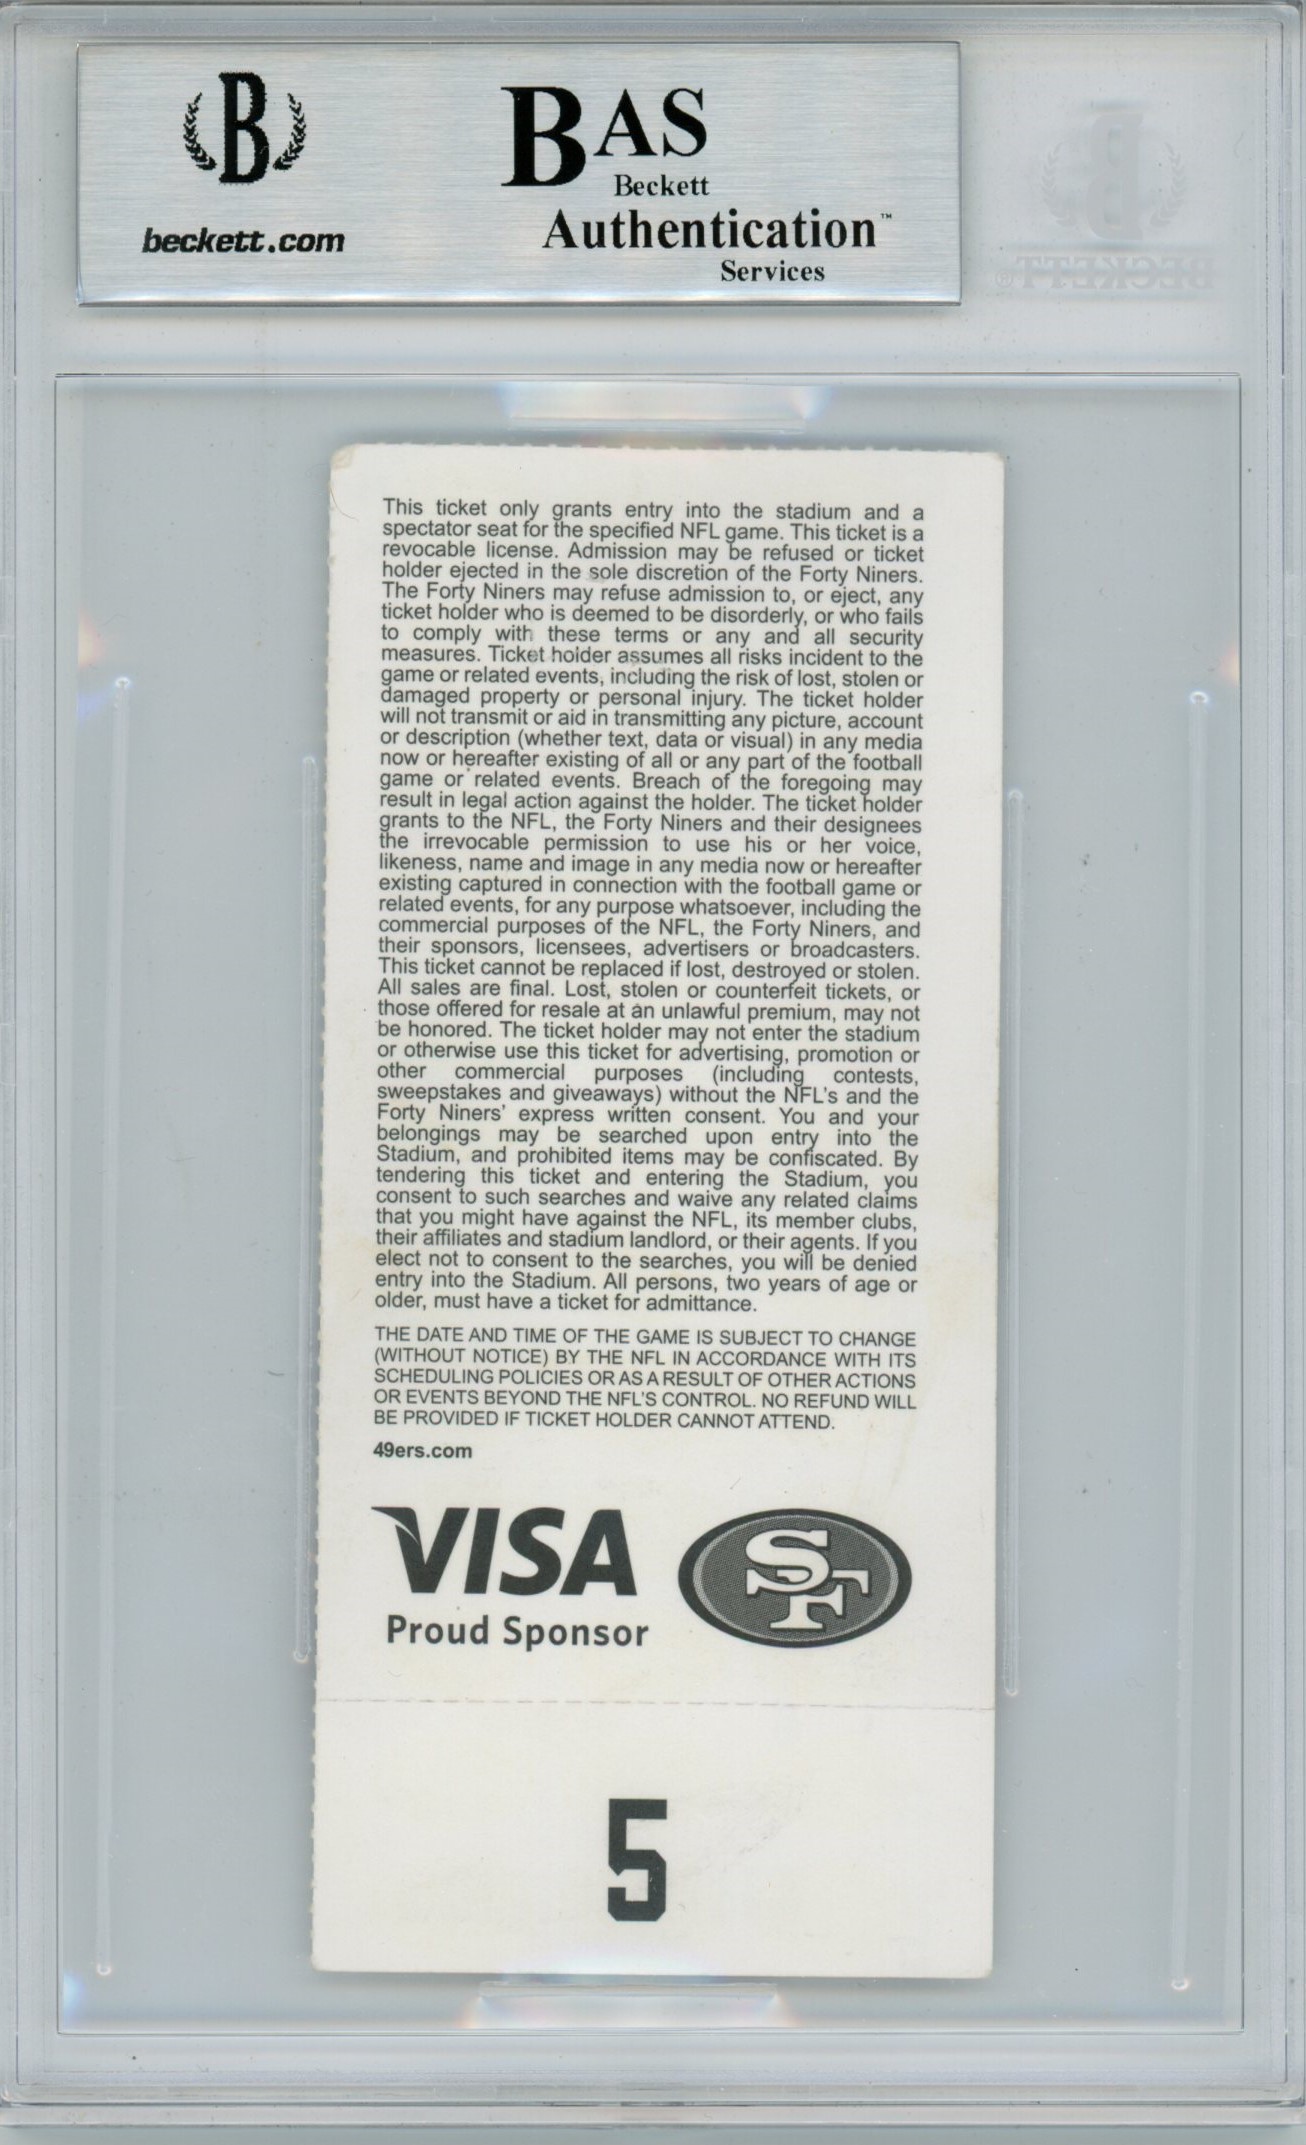 B
beckett.com
BAS
Beckett
Authentication™
Services
BECKETT®
This ticket only grants entry into the stadium and a
spectator seat for the specified NFL game. This ticket is a
revocable license. Admission may be refused or ticket
holder ejected in the sole discretion of the Forty Niners.
The Forty Niners may refuse admission to, or eject, any
ticket holder who is deemed to be disorderly, or who fails
to comply with these terms or any and all security
measures. Ticket holder assumes all risks incident to the
game or related events, including the risk of lost, stolen or
damaged property or personal injury. The ticket holder
will not transmit or aid in transmitting any picture, account
or description (whether text, data or visual) in any media
now or hereafter existing of all or any part of the football
game or related events. Breach of the foregoing may
result in legal action against the holder. The ticket holder
grants to the NFL, the Forty Niners and their designees
the irrevocable permission to use his or her voice,
likeness, name and image in any media now or hereafter
existing captured in connection with the football game or
related events, for any purpose whatsoever, including the
commercial purposes of the NFL, the Forty Niners, and
their sponsors, licensees, advertisers or broadcasters.
This ticket cannot be replaced if lost, destroyed or stolen.
All sales are final. Lost, stolen or counterfeit tickets, or
those offered for resale at an unlawful premium, may not
be honored. The ticket holder may not enter the stadium
or otherwise use this ticket for advertising, promotion or
other commercial purposes (including contests,
sweepstakes and giveaways) without the NFL's and the
Forty Niners' express written consent. You and your
belongings may be searched upon entry into the
Stadium, and prohibited items may be confiscated. By
tendering this ticket and entering the Stadium, you
consent to such searches and waive any related claims
that you might have against the NFL, its member clubs,
their affiliates and stadium landlord, or their agents. If you
elect not to consent to the searches, you will be denied
entry into the Stadium. All persons, two years of age or
older, must have a ticket for admittance.
THE DATE AND TIME OF THE GAME IS SUBJECT TO CHANGE
(WITHOUT NOTICE) BY THE NFL IN ACCORDANCE WITH ITS
SCHEDULING POLICIES OR AS A RESULT OF OTHER ACTIONS
OR EVENTS BEYOND THE NFL'S CONTROL. NO REFUND WILL
BE PROVIDED IF TICKET HOLDER CANNOT ATTEND.
49ers.com
VISA
Proud Sponsor
SF
5